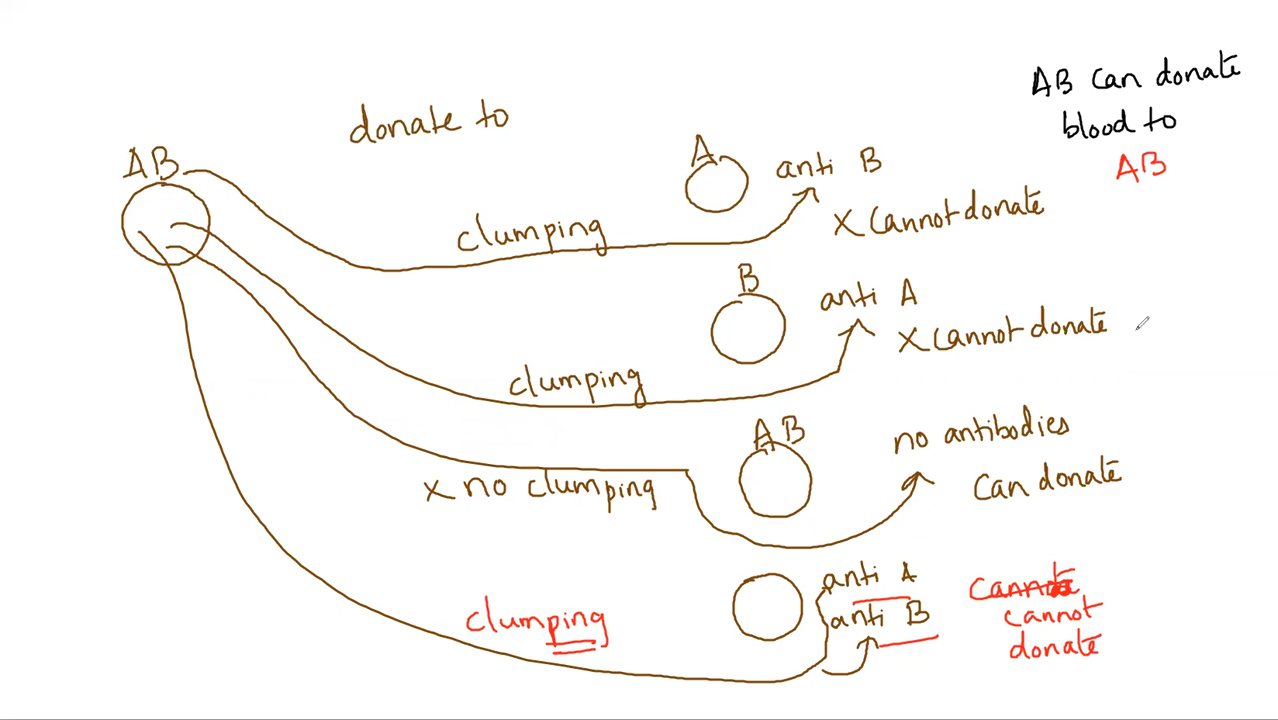 AB can donate
blood to
AB
donate to
AB
A
anti B
X Cannot donate
clumping
B
anti A
X Cannot donate
clumping
AB
no antibodies
Can donate
x no clumping
anti A
anti B
cannot
donate
clumping